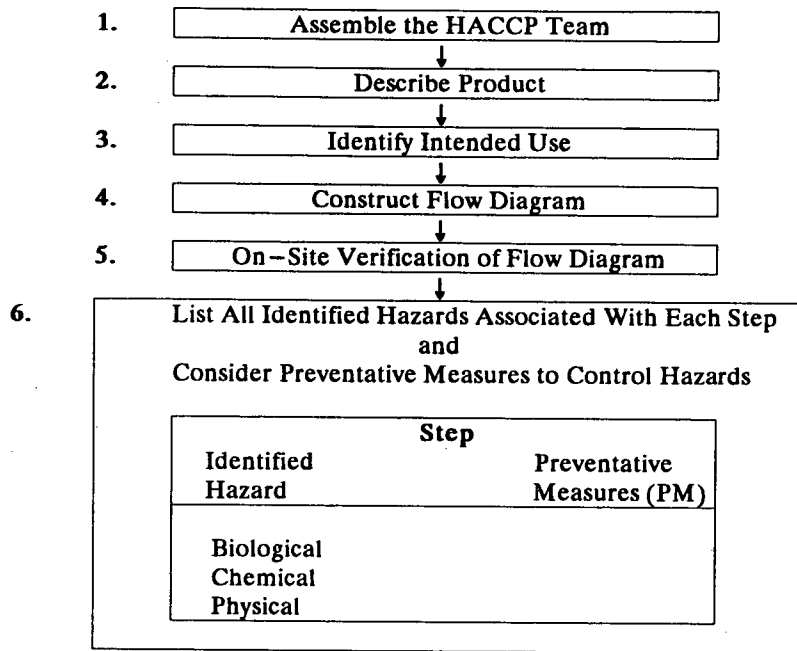 1. Assemble the HACCP Team
2. Describe Product
3. Identify Intended Use
4. Construct Flow Diagram
5. On-Site Verification of Flow Diagram
6. List All Identified Hazards Associated With Each Step
and
Consider Preventative Measures to Control Hazards
Step
Identified Preventative
Hazard Measures (PM)
Biological
Chemical
Physical